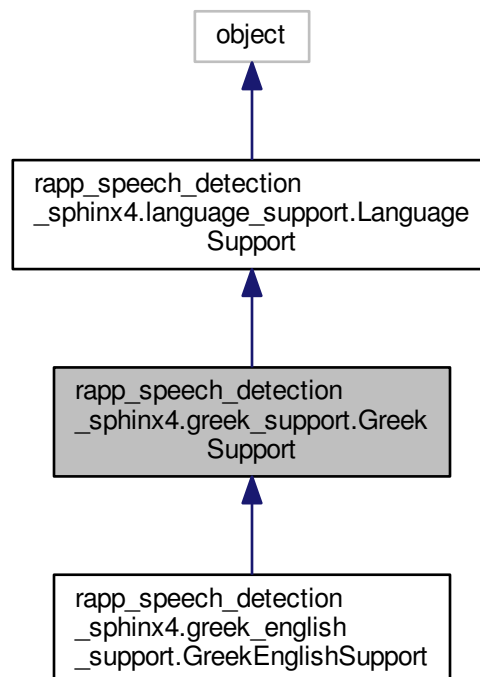 object
rapp_speech_detection
_sphinx4.language_support.Language
Support
rapp_speech_detection
_sphinx4.greek_support.Greek
Support
rapp_speech_detection
_sphinx4.greek_english
_support.GreekEnglishSupport